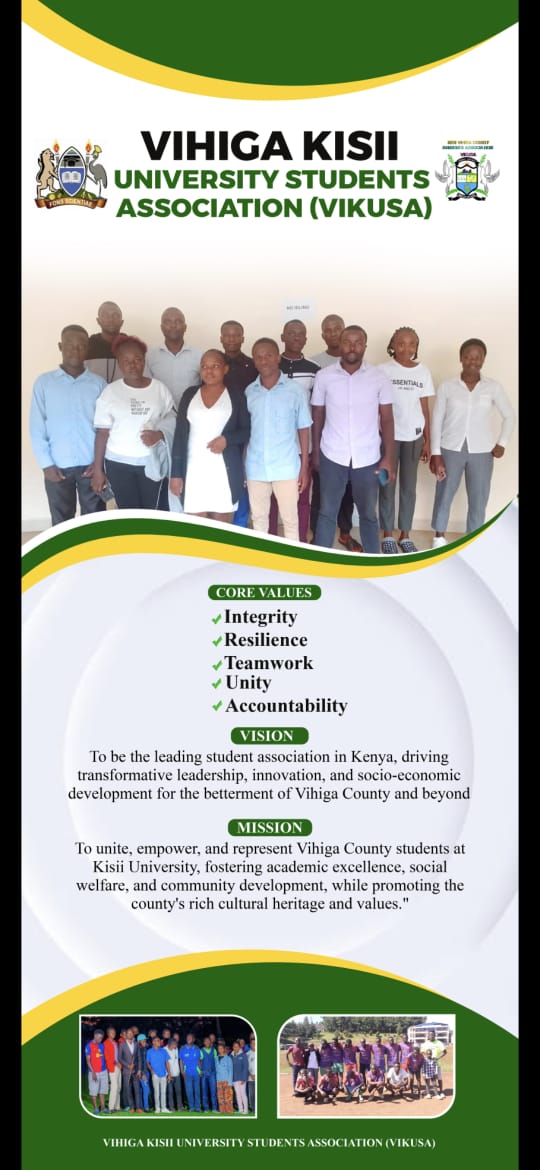 VIHIGA KISII
UNIVERSITY STUDENTS
ASSOCIATION (VIKUSA)
FONS SCIENTIAE
ESSENTIALS
CORE VALUES
Integrity
Resilience
Teamwork
Unity
Accountability
VISION
To be the leading student association in Kenya, driving
transformative leadership, innovation, and socio-economic
development for the betterment of Vihiga County and beyond
MISSION
To unite, empower, and represent Vihiga County students at
Kisii University, fostering academic excellence, social
welfare, and community development, while promoting the
county's rich cultural heritage and values."
VIHIGA KISII UNIVERSITY STUDENTS ASSOCIATION (VIKUSA)